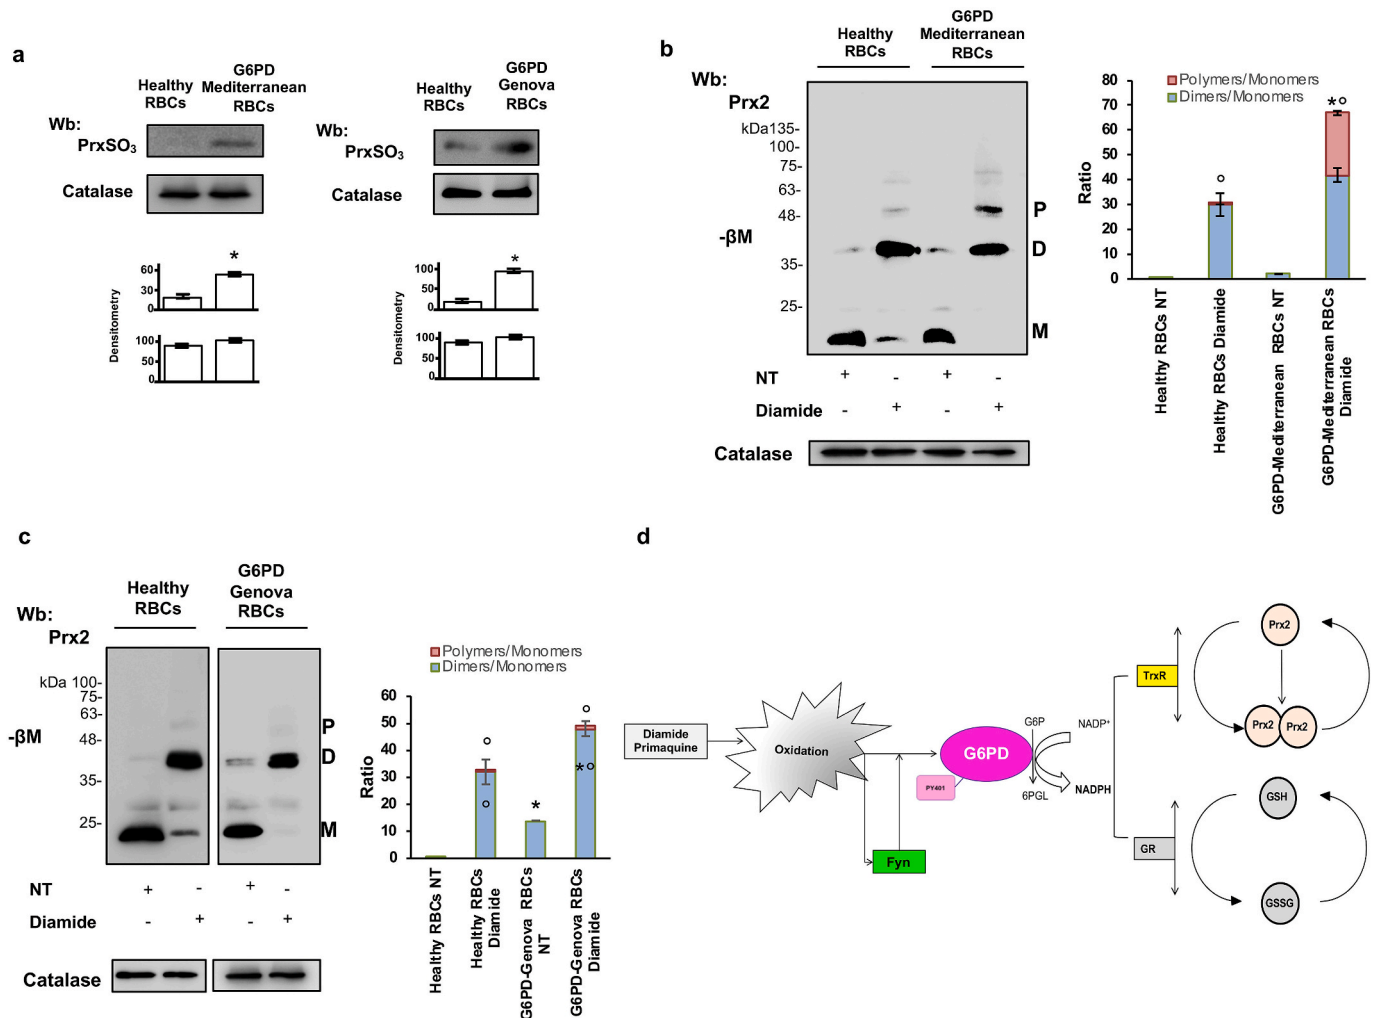 a
Healthy
RBCs
G6PD
Mediterranean
RBCs
Wb:
PrxSO3
Catalase
Densitometry
60
30
0
100
50
0
Healthy
RBCs
G6PD
Genova
RBCs
Wb:
PrxSO3
Catalase
Densitometry
100
50
0
100
50
0
*
*
b
Healthy
RBCs
G6PD
Mediterranean
RBCs
Wb:
Prx2
kDa135-
100-
75-
63-
48-
35-
25-
-βM
P
D
M
NT + - + -
Diamide - + - +
Catalase
Polymers/Monomers
Dimers/Monomers
Ratio
80
70
60
50
40
30
20
10
0
*°
°
Healthy RBCs NT
Healthy RBCs Diamide
G6PD-Mediterranean RBCs NT
G6PD-Mediterranean RBCs
Diamide
c
Healthy
RBCs
G6PD
Genova
RBCs
Wb:
Prx2
kDa 100-
75-
63-
48-
35-
25-
-βM
P
D
M
NT + - + -
Diamide - + - +
Catalase
Polymers/Monomers
Dimers/Monomers
Ratio
60
50
40
30
20
10
0
°
°
*
°
*°
Healthy RBCs NT
Healthy RBCs
Diamide
G6PD-Genova RBCs
NT
G6PD-Genova RBCs
Diamide
d
Diamide
Primaquine
Oxidation
Fyn
G6PD
PY401
G6P
6PGL
NADP+
NADPH
TrxR
GR
Prx2
Prx2 Prx2
GSH
GSSG